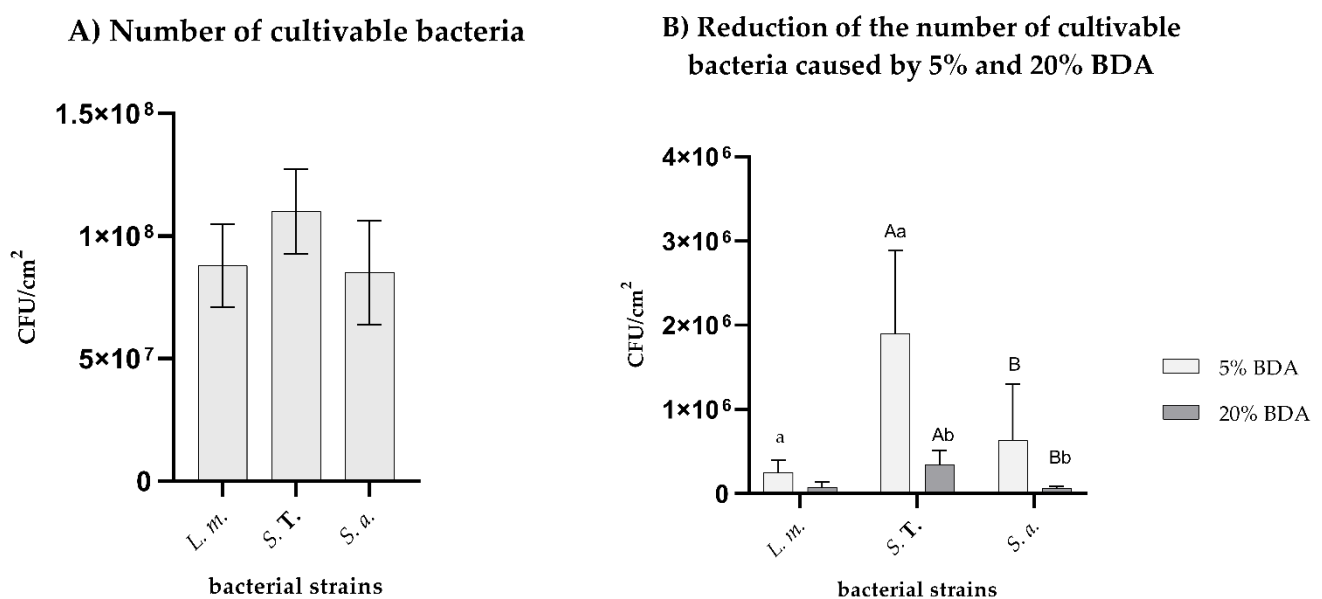 A) Number of cultivable bacteria
1.5×10⁸
1×10⁸
5×10⁷
0
CFU/cm²
L. m.
S. T.
S. a.
bacterial strains
B) Reduction of the number of cultivable
bacteria caused by 5% and 20% BDA
4×10⁶
3×10⁶
2×10⁶
1×10⁶
0
CFU/cm²
a
Aa
Ab
B
Bb
L. m.
S. T.
S. a.
bacterial strains
5% BDA
20% BDA